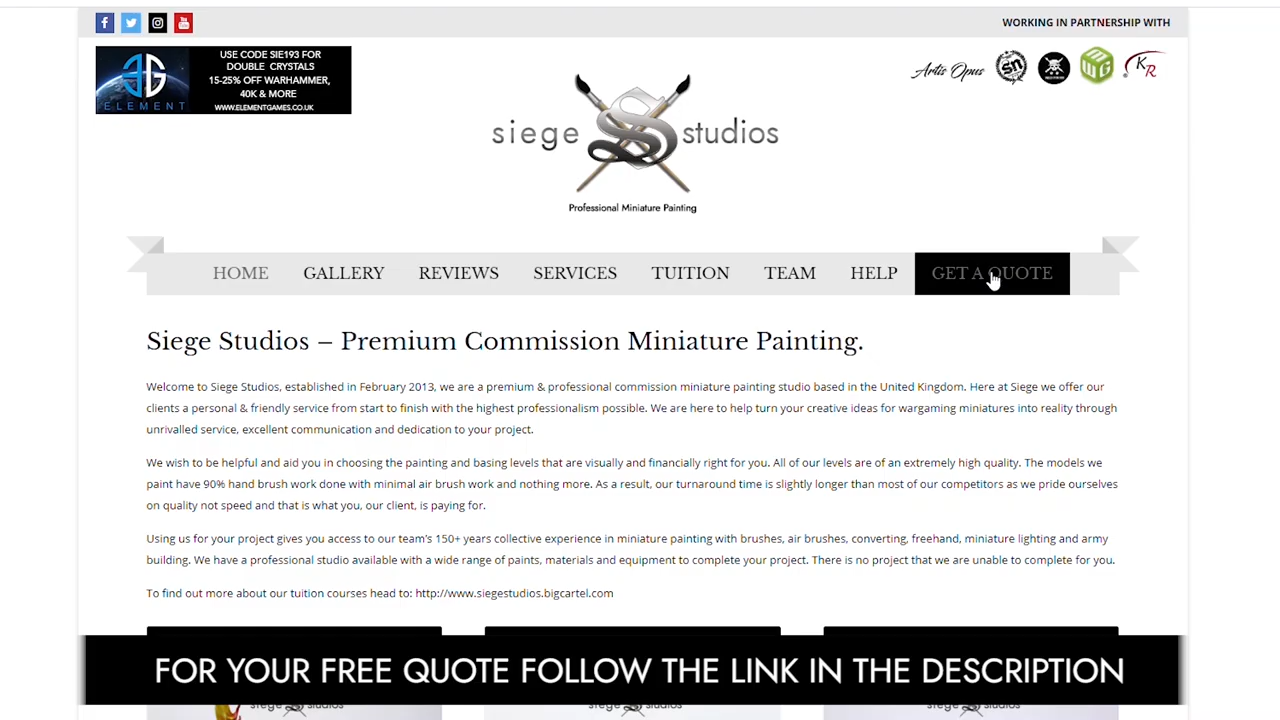 WORKING IN PARTNERSHIP WITH
USE CODE SIE193 FOR
DOUBLE CRYSTALS
15-25% OFF WARHAMMER,
40K & MORE
WWW.ELEMENTGAMES.CO.UK
ELEMENT
Artis Opus
KR
siege studios
Professional Miniature Painting
HOME GALLERY REVIEWS SERVICES TUITION TEAM HELP GET A QUOTE
Siege Studios – Premium Commission Miniature Painting.
Welcome to Siege Studios, established in February 2013, we are a premium & professional commission miniature painting studio based in the United Kingdom. Here at Siege we offer our
clients a personal & friendly service from start to finish with the highest professionalism possible. We are here to help turn your creative ideas for wargaming miniatures into reality through
unrivalled service, excellent communication and dedication to your project.
We wish to be helpful and aid you in choosing the painting and basing levels that are visually and financially right for you. All of our levels are of an extremely high quality. The models we
paint have 90% hand brush work done with minimal air brush work and nothing more. As a result, our turnaround time is slightly longer than most of our competitors as we pride ourselves
on quality not speed and that is what you, our client, is paying for.
Using us for your project gives you access to our team's 150+ years collective experience in miniature painting with brushes, air brushes, converting, freehand, miniature lighting and army
building. We have a professional studio available with a wide range of paints, materials and equipment to complete your project. There is no project that we are unable to complete for you.
To find out more about our tuition courses head to: http://www.siegestudios.bigcartel.com
FOR YOUR FREE QUOTE FOLLOW THE LINK IN THE DESCRIPTION